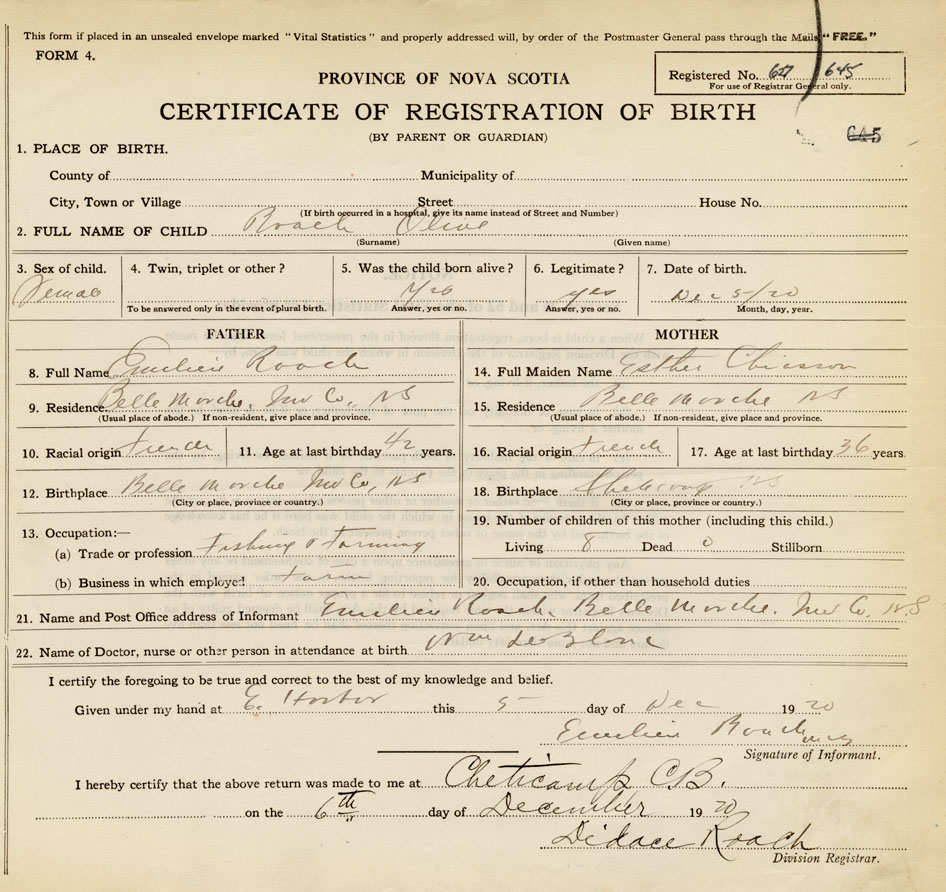 This form if placed in an unsealed envelope marked "Vital Statistics" and properly addressed will, by order of the Postmaster General pass through the Mails "FREE."
FORM 4.
Registered No. 627 645
For use of Registrar General only.
PROVINCE OF NOVA SCOTIA
CERTIFICATE OF REGISTRATION OF BIRTH
645
(BY PARENT OR GUARDIAN)
1. PLACE OF BIRTH.
County of Municipality of
City, Town or Village Street House No.
(If birth occurred in a hospital, give its name instead of Street and Number)
2. FULL NAME OF CHILD Roach Olive
(Surname) (Given name)
3. Sex of child. 4. Twin, triplet or other? 5. Was the child born alive? 6. Legitimate? 7. Date of birth.
Female Yes yes Dec 5/20
To be answered only in the event of plural birth. Answer, yes or no. Answer, yes or no. Month, day, year.
FATHER MOTHER
8. Full Name Emilien Roach 14. Full Maiden Name Esther Chiasson
9. Residence Belle Marche, Inv Co., NS 15. Residence Belle Marche NS
(Usual place of abode.) If non-resident, give place and province. (Usual place of abode.) If non-resident, give place and province.
10. Racial origin French 11. Age at last birthday 42 years. 16. Racial origin French 17. Age at last birthday 36 years.
12. Birthplace Belle Marche Inv Co, NS 18. Birthplace NS
(City or place, province or country.) (City or place, province or country.)
13. Occupation:— 19. Number of children of this mother (including this child.)
(a) Trade or profession Fishing & Farming Living 8 Dead 0 Stillborn
(b) Business in which employed Farm 20. Occupation, if other than household duties
21. Name and Post Office address of Informant Emilien Roach, Belle Marche, Inv Co, N.S
22. Name of Doctor, nurse or other person in attendance at birth Wm LeBlanc
I certify the foregoing to be true and correct to the best of my knowledge and belief.
Given under my hand at E. Harbor this 5 day of Dec 1920
Emilien Roach
Signature of Informant.
I hereby certify that the above return was made to me at Cheticamp C.B.
on the 6th day of December 1920
Didace Roach
Division Registrar.